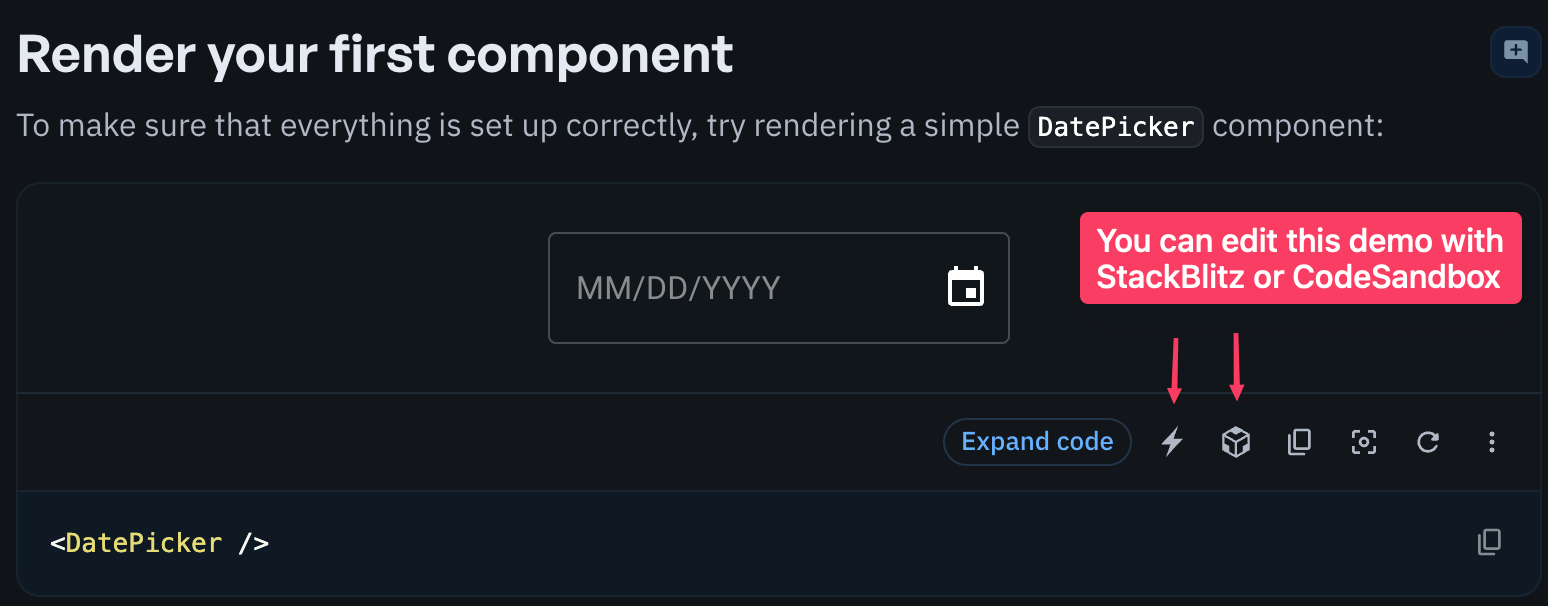 Render your first component
To make sure that everything is set up correctly, try rendering a simple DatePicker component:
MM/DD/YYYY
You can edit this demo with
StackBlitz or CodeSandbox
Expand code
<DatePicker />